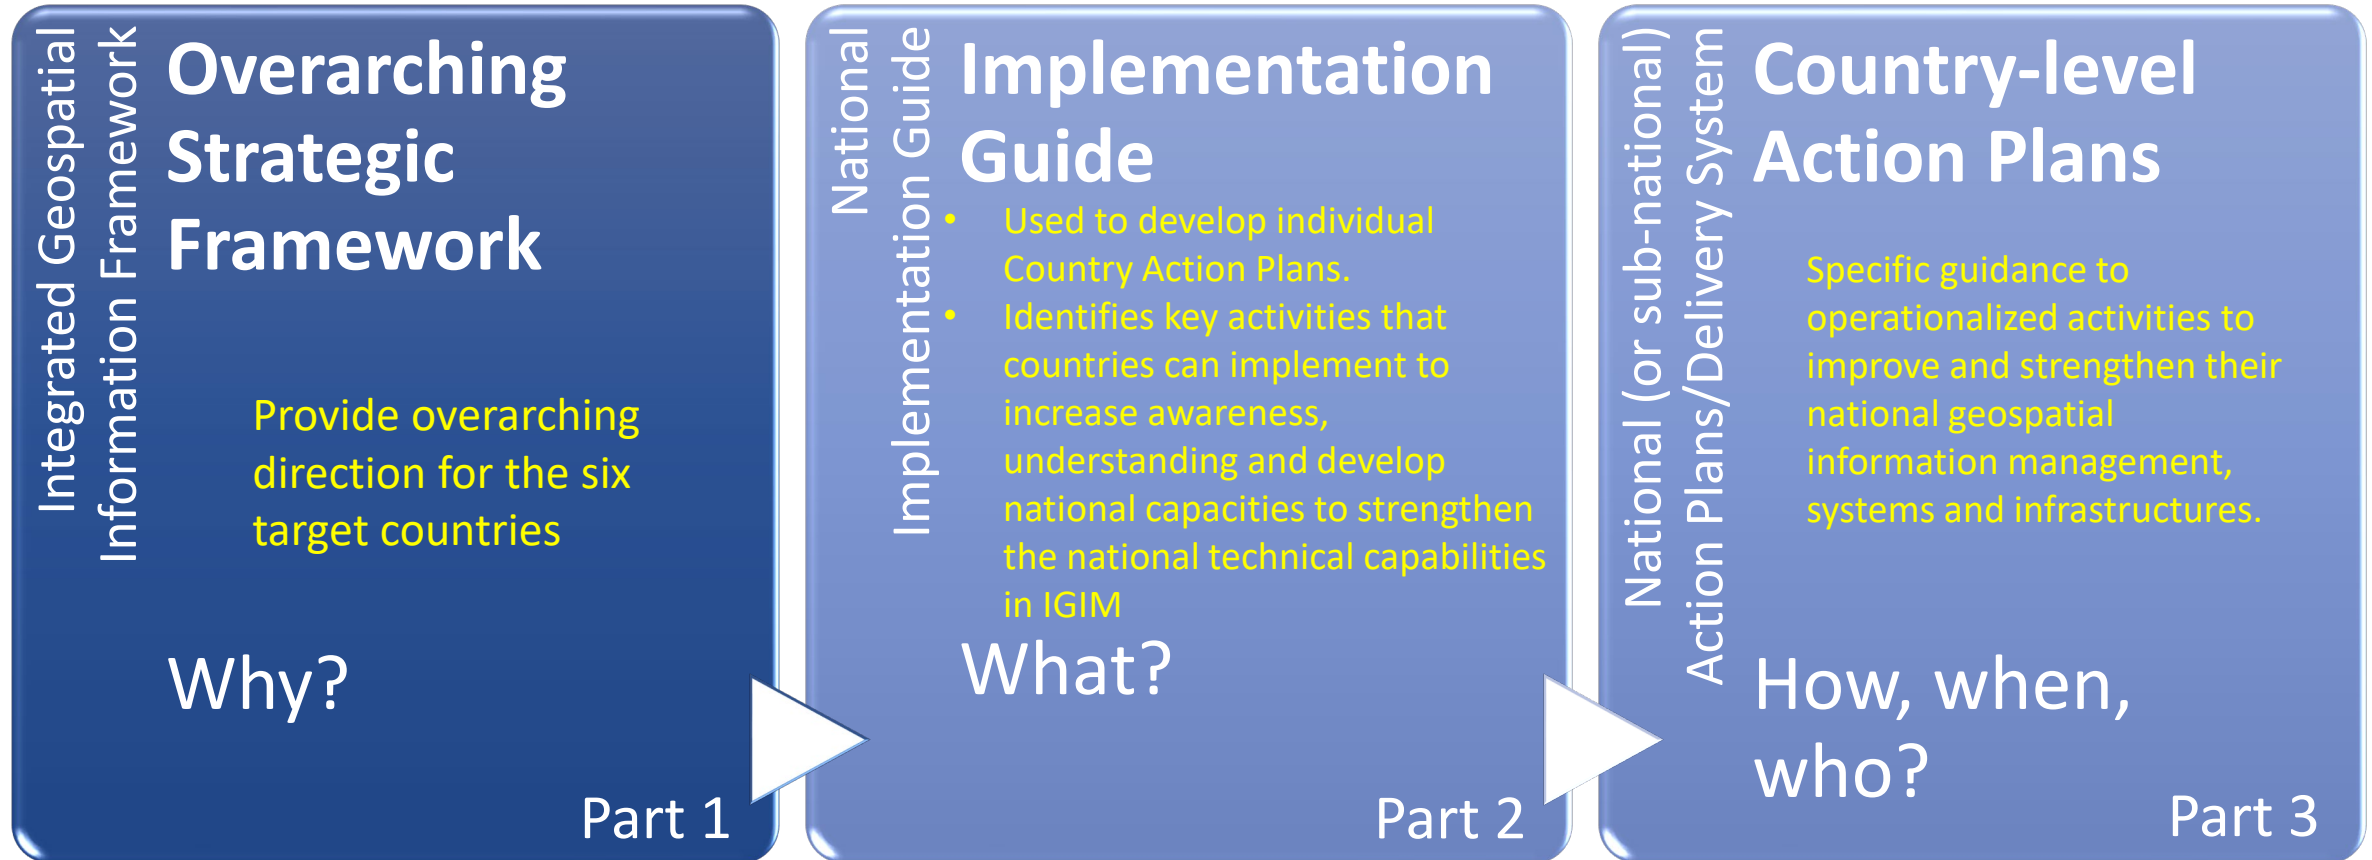 Integrated Geospatial
Information Framework
Overarching
Strategic
Framework
Provide overarching
direction for the six
target countries
Why?
Part 1
National
Implementation Guide
Implementation
Guide
• Used to develop individual
Country Action Plans.
• Identifies key activities that
countries can implement to
increase awareness,
understanding and develop
national capacities to strengthen
the national technical capabilities
in IGIM
What?
Part 2
National (or sub-national)
Action Plans/Delivery System
Country-level
Action Plans
Specific guidance to
operationalized activities to
improve and strengthen their
national geospatial
information management,
systems and infrastructures.
How, when,
who?
Part 3